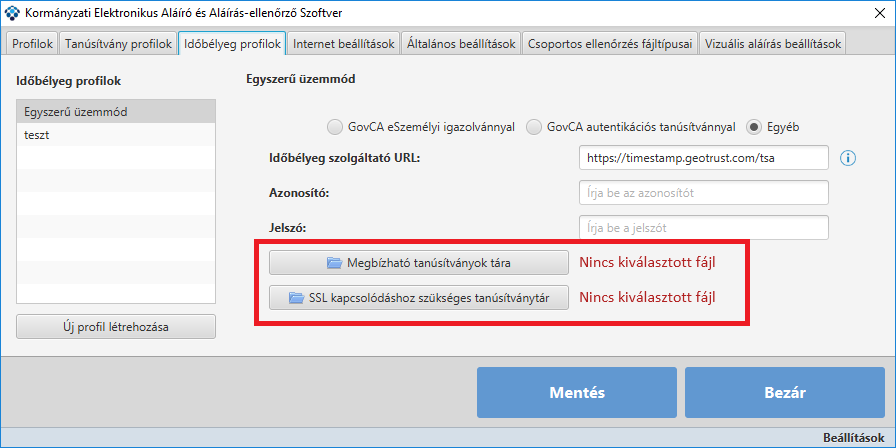 Kormányzati Elektronikus Aláíró és Aláírás-ellenőrző Szoftver
Profilok
Tanúsítvány profilok
Időbélyeg profilok
Internet beállítások
Általános beállítások
Csoportos ellenőrzés fájltípusai
Vizuális aláírás beállítások
Időbélyeg profilok
Egyszerű üzemmód
teszt
Új profil létrehozása
Egyszerű üzemmód
GovCA eSzemélyi igazolvánnyal
GovCA autentikációs tanúsítvánnyal
Egyéb
Időbélyeg szolgáltató URL:
https://timestamp.geotrust.com/tsa
Azonosító:
Írja be az azonosítót
Jelszó:
Írja be a jelszót
Megbízható tanúsítványok tára
Nincs kiválasztott fájl
SSL kapcsolódáshoz szükséges tanúsítványtár
Nincs kiválasztott fájl
Mentés
Bezár
Beállítások